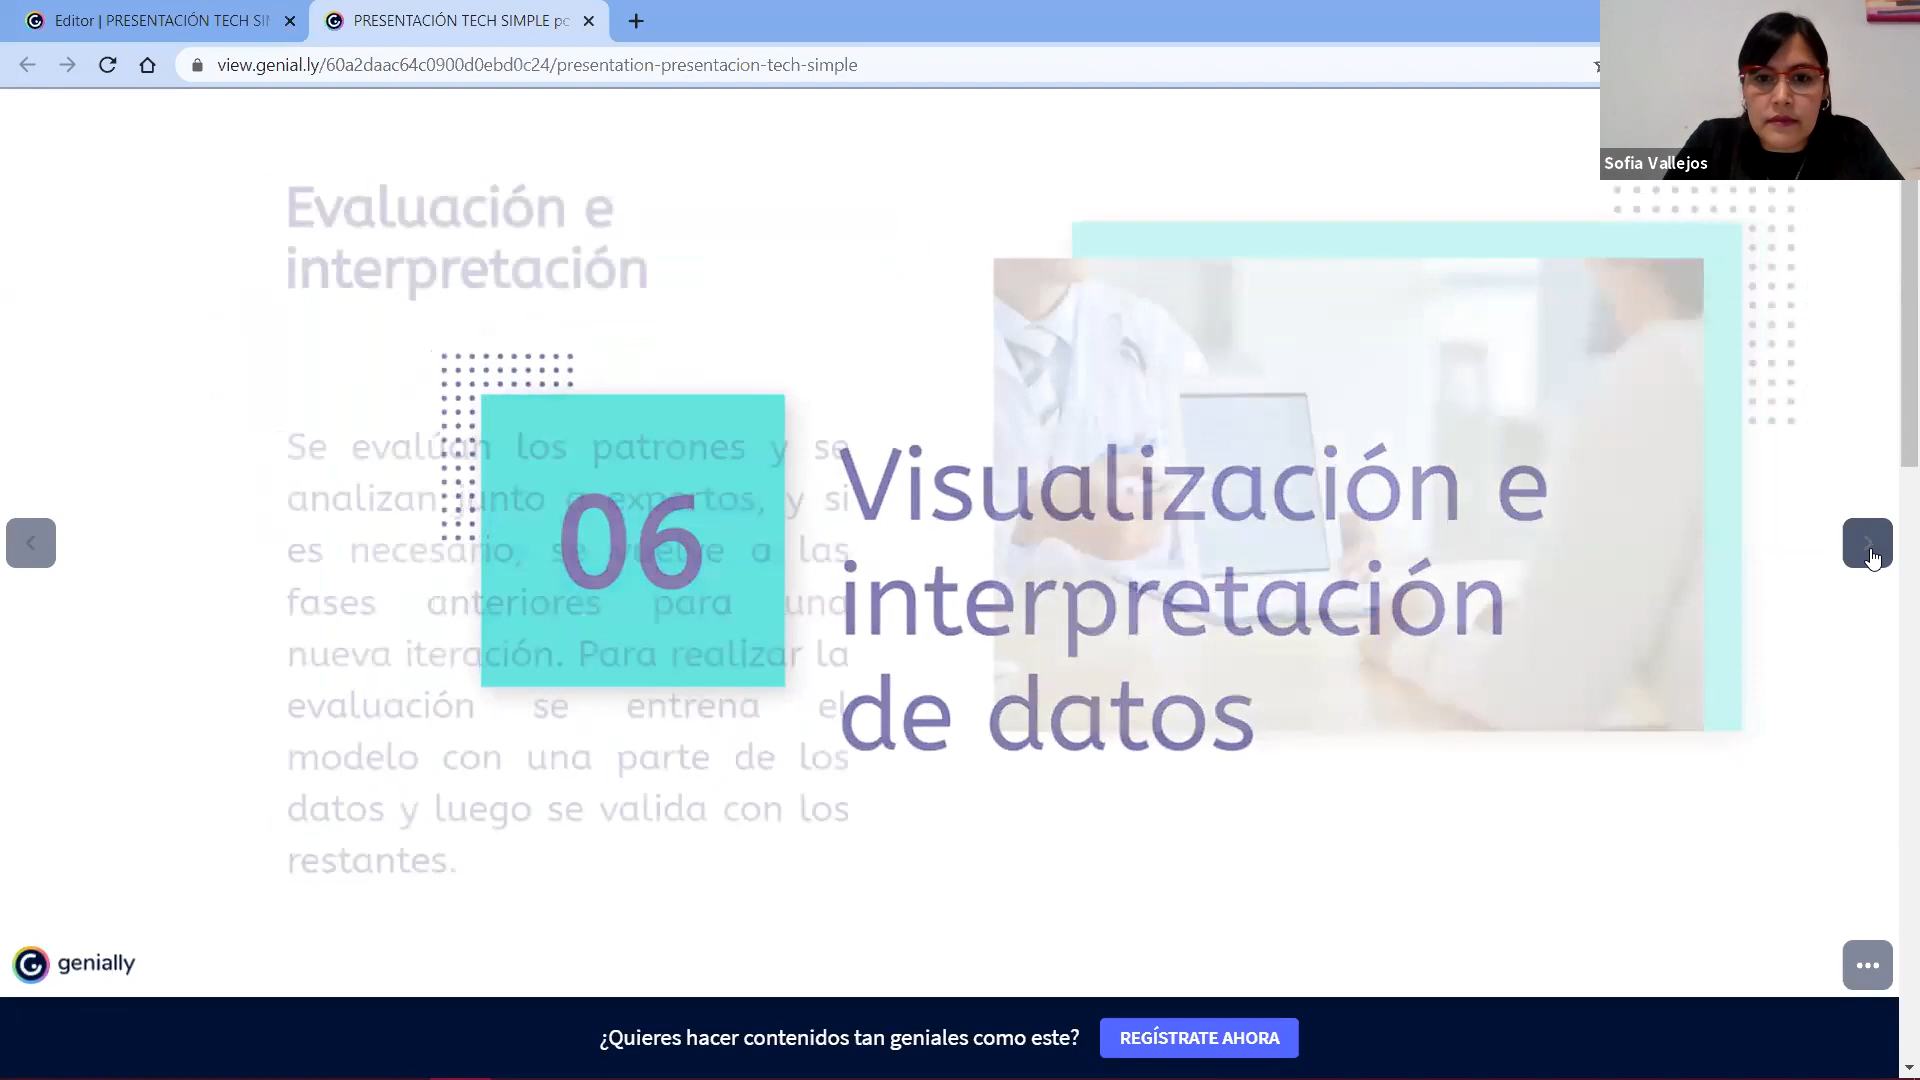 Editor | PRESENTACIÓN TECH SI
PRESENTACIÓN TECH SIMPLE po
view.genial.ly/60a2daac64c0900d0ebd0c24/presentation-presentacion-tech-simple
Sofia Vallejos
Evaluación e
interpretación
Se evalúan los patrones y se
analizan junto a expertos, y si
es necesario, se vuelve a las
fases anteriores para una
nueva iteración. Para realizar la
evaluación se entrena el
modelo con una parte de los
datos y luego se valida con los
restantes.
06
Visualización e
interpretación
de datos
genially
¿Quieres hacer contenidos tan geniales como este?
REGÍSTRATE AHORA